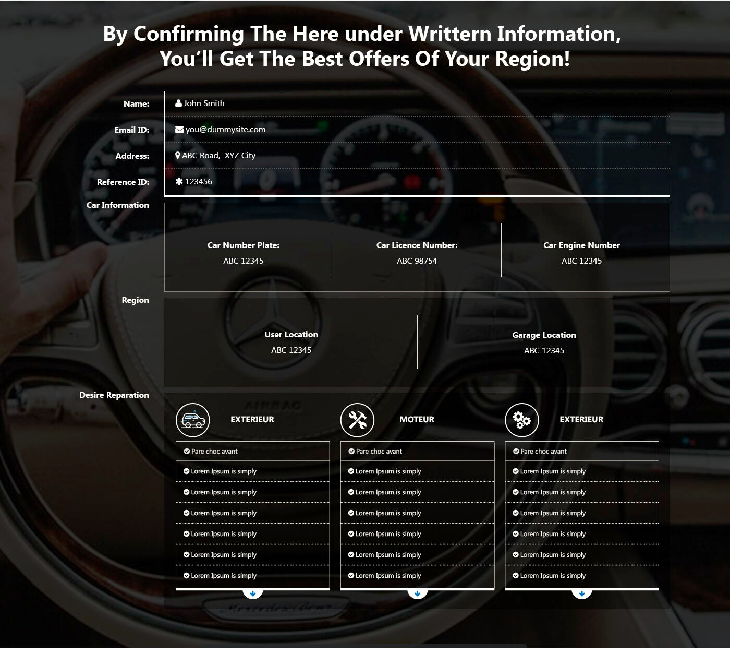 By Confirming The Here under Writtern Information,
You'll Get The Best Offers Of Your Region!
Name: John Smith
Email ID: you@dummysite.com
Address: ABC Road, XYZ City
Reference ID: 123456
Car Information
Car Number Plate: Car Licence Number: Car Engine Number
ABC 12345 ABC 98754 ABC 12345
Region
User Location Garage Location
ABC 12345 ABC 12345
Desire Reparation
AIRBAG
EXTERIEUR MOTEUR EXTERIEUR
Pare choc avant Pare choc avant Pare choc avant
Lorem Ipsum is simply Lorem Ipsum is simply Lorem Ipsum is simply
Lorem Ipsum is simply Lorem Ipsum is simply Lorem Ipsum is simply
Lorem Ipsum is simply Lorem Ipsum is simply Lorem Ipsum is simply
Lorem Ipsum is simply Lorem Ipsum is simply Lorem Ipsum is simply
Lorem Ipsum is simply Lorem Ipsum is simply Lorem Ipsum is simply
Lorem Ipsum is simply Lorem Ipsum is simply Lorem Ipsum is simply
Mercedes-Benz